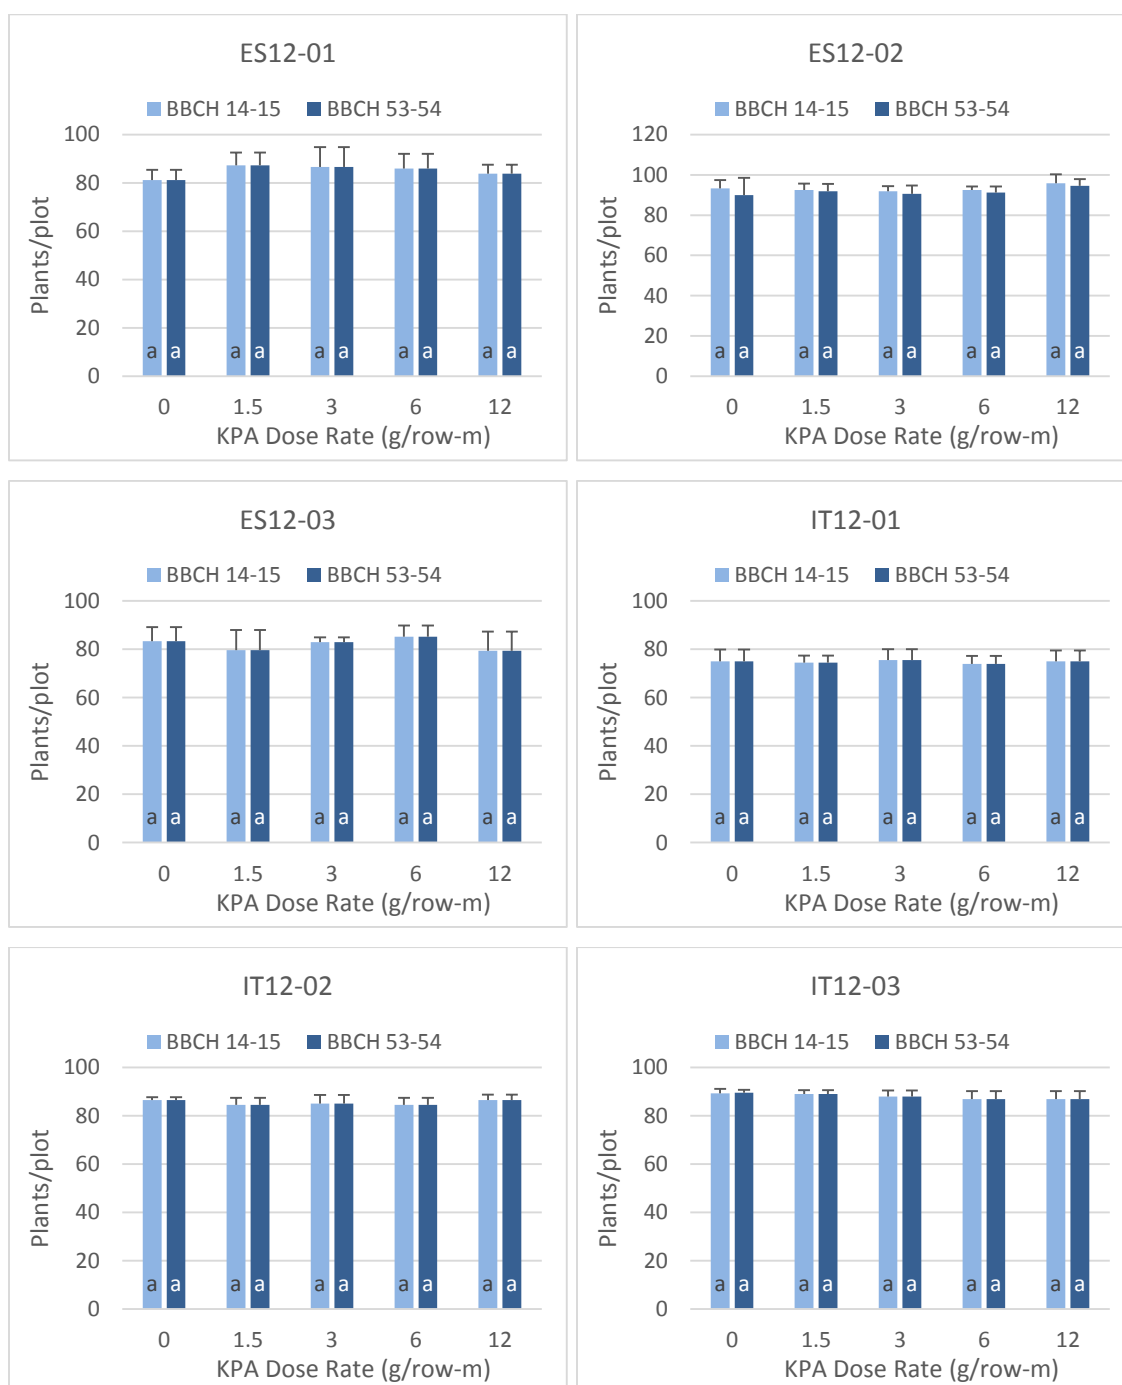 ES12-01
BBCH 14-15 BBCH 53-54
Plants/plot
100
80
60
40
20
0
a a a a a a a a a a
0 1.5 3 6 12
KPA Dose Rate (g/row-m)
ES12-02
BBCH 14-15 BBCH 53-54
Plants/plot
120
100
80
60
40
20
0
a a a a a a a a a a
0 1.5 3 6 12
KPA Dose Rate (g/row-m)
ES12-03
BBCH 14-15 BBCH 53-54
Plants/plot
100
80
60
40
20
0
a a a a a a a a a a
0 1.5 3 6 12
KPA Dose Rate (g/row-m)
IT12-01
BBCH 14-15 BBCH 53-54
Plants/plot
100
80
60
40
20
0
a a a a a a a a a a
0 1.5 3 6 12
KPA Dose Rate (g/row-m)
IT12-02
BBCH 14-15 BBCH 53-54
Plants/plot
100
80
60
40
20
0
a a a a a a a a a a
0 1.5 3 6 12
KPA Dose Rate (g/row-m)
IT12-03
BBCH 14-15 BBCH 53-54
Plants/plot
100
80
60
40
20
0
a a a a a a a a a a
0 1.5 3 6 12
KPA Dose Rate (g/row-m)